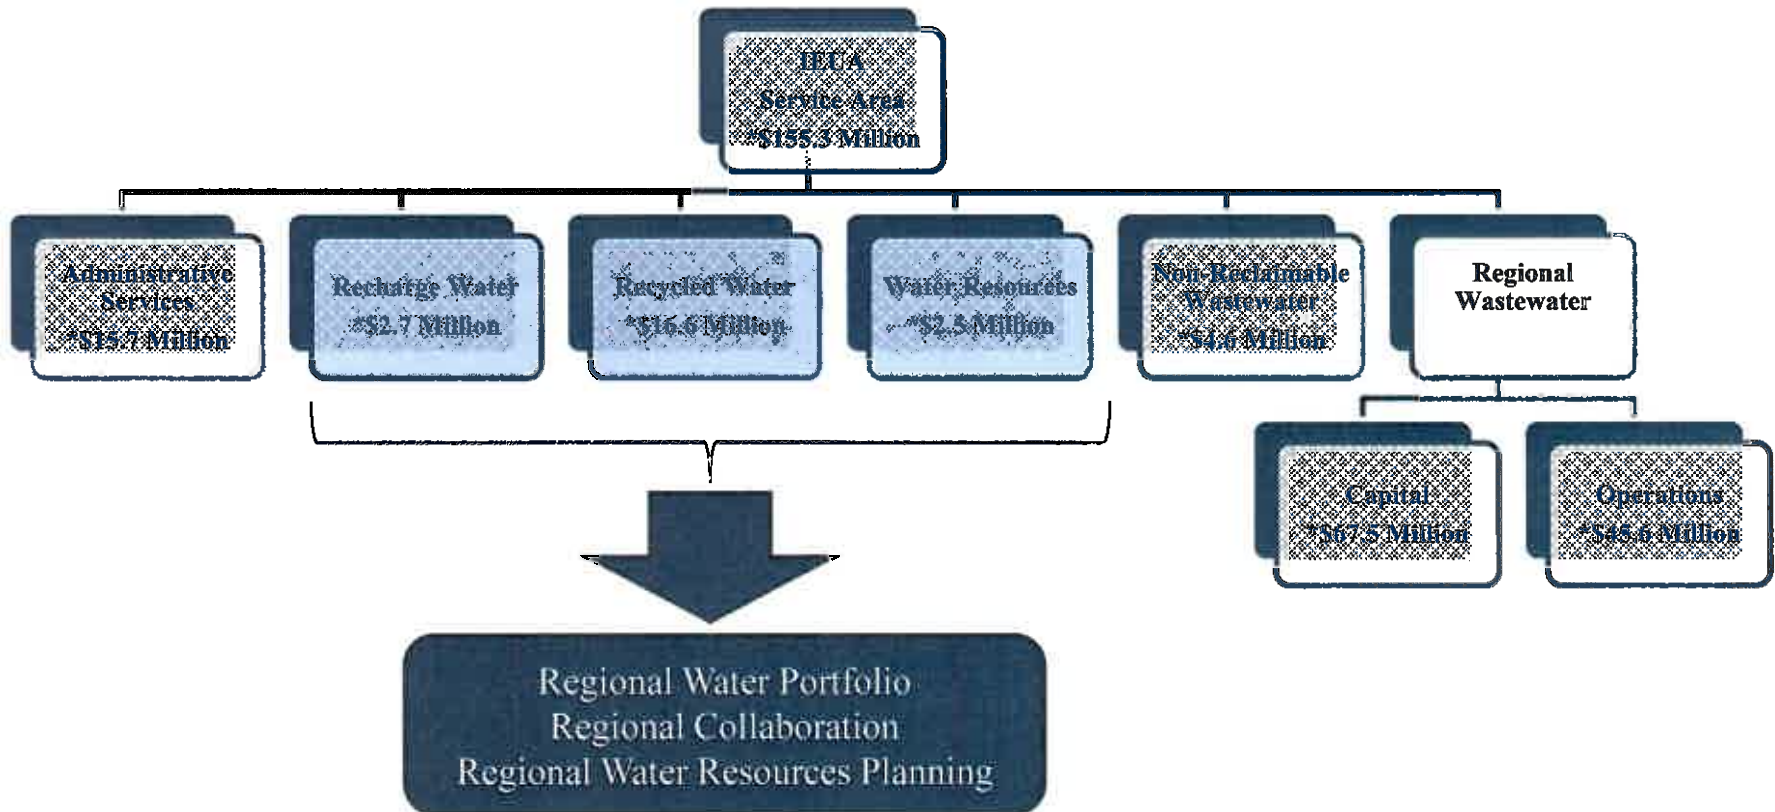 IEUA
Service Area
*$155.3 Million
Administrative
Services
*$15.7 Million
Recharge Water
*$2.7 Million
Recycled Water
*$16.6 Million
Water Resources
*$2.5 Million
Non-Reclaimable
Wastewater
*$4.6 Million
Regional
Wastewater
Capital
*$67.5 Million
Operations
*$45.6 Million
Regional Water Portfolio
Regional Collaboration
Regional Water Resources Planning